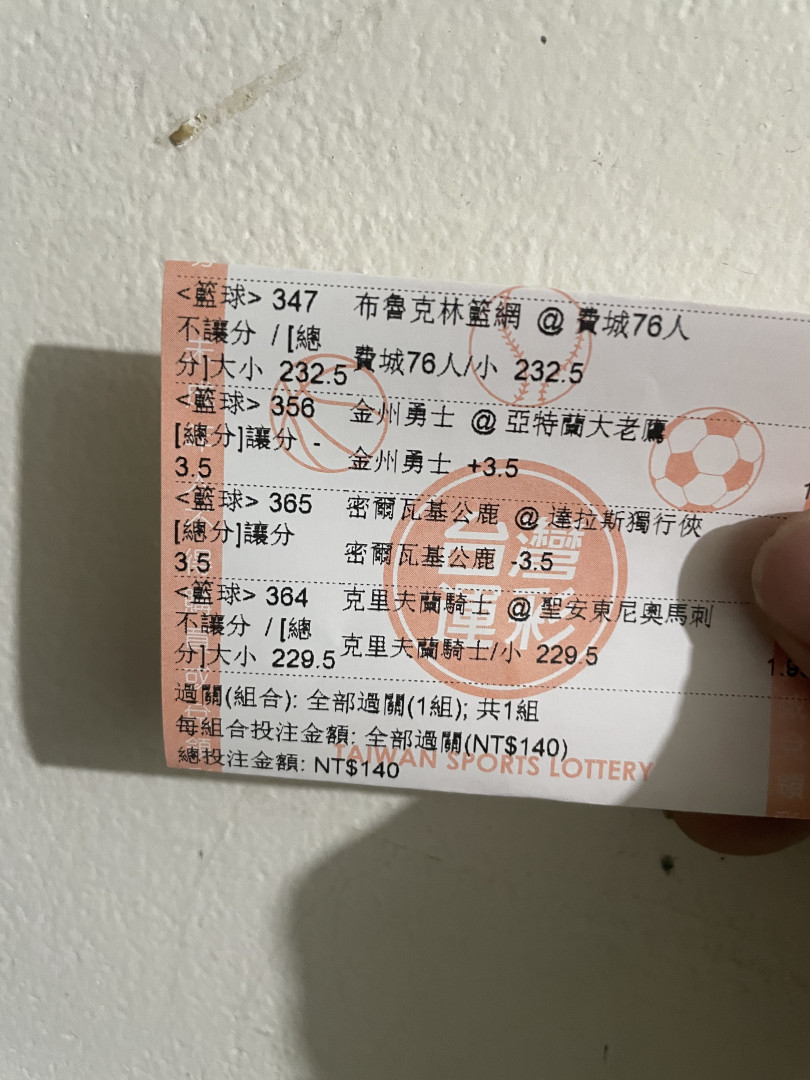 <籃球> 347 布魯克林籃網 @ 費城76人
不讓分 / [總
分]大小 232.5 費城76人/小 232.5
<籃球> 356 金州勇士 @ 亞特蘭大老鷹
[總分]讓分 -
3.5 金州勇士 +3.5
<籃球> 365 密爾瓦基公鹿 @ 達拉斯獨行俠
[總分]讓分
3.5 密爾瓦基公鹿 -3.5
<籃球> 364 克里夫蘭騎士 @ 聖安東尼奧馬刺
不讓分 / [總
分]大小 229.5 克里夫蘭騎士/小 229.5
過關(組合): 全部過關(1組); 共1組
每組合投注金額: 全部過關(NT$140)
總投注金額: NT$140
台灣
運彩
TAIWAN SPORTS LOTTERY